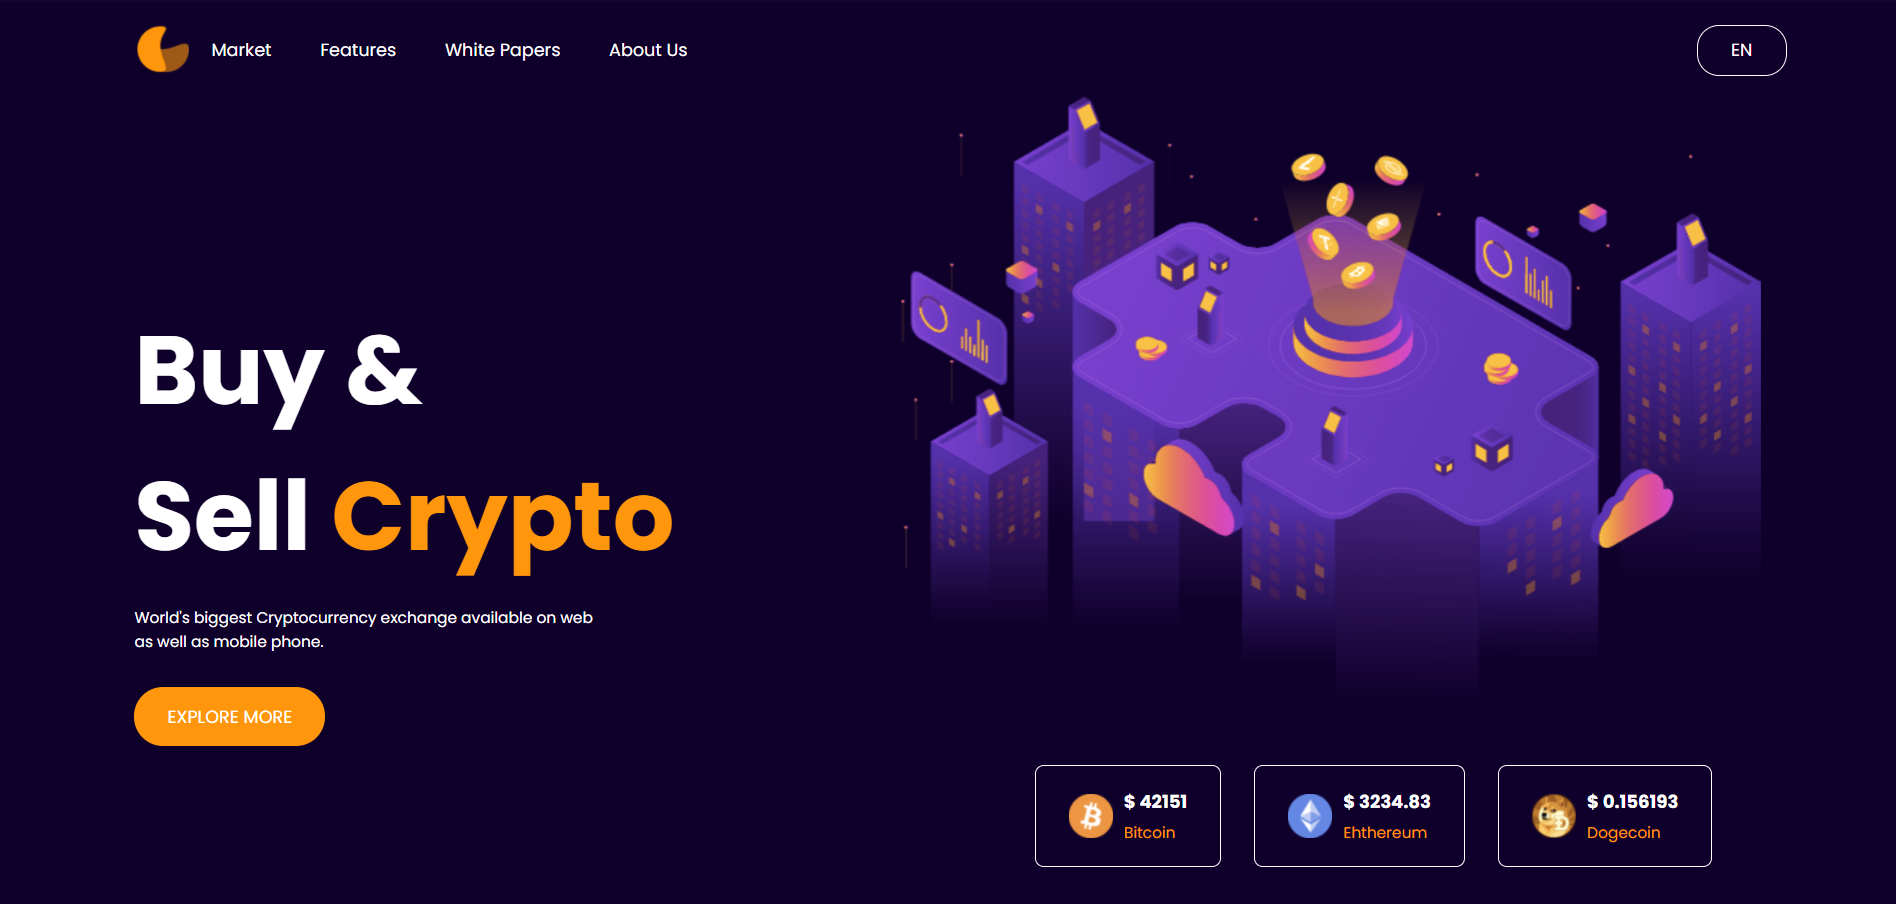 Market Features White Papers About Us EN
Buy &
Sell Crypto
World's biggest Cryptocurrency exchange available on web
as well as mobile phone.
EXPLORE MORE
$ 42151
Bitcoin
$ 3234.83
Ehthereum
$ 0.156193
Dogecoin